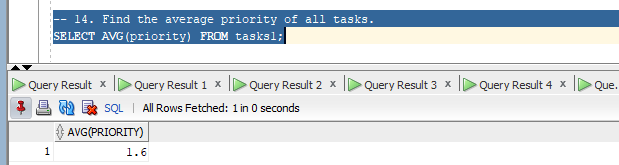 -- 14. Find the average priority of all tasks.
SELECT AVG(priority) FROM tasks1;
Query Result × Query Result 1 × Query Result 2 × Query Result 3 × Query Result 4 × Que..
SQL | All Rows Fetched: 1 in 0 seconds
AVG(PRIORITY)
1 1.6